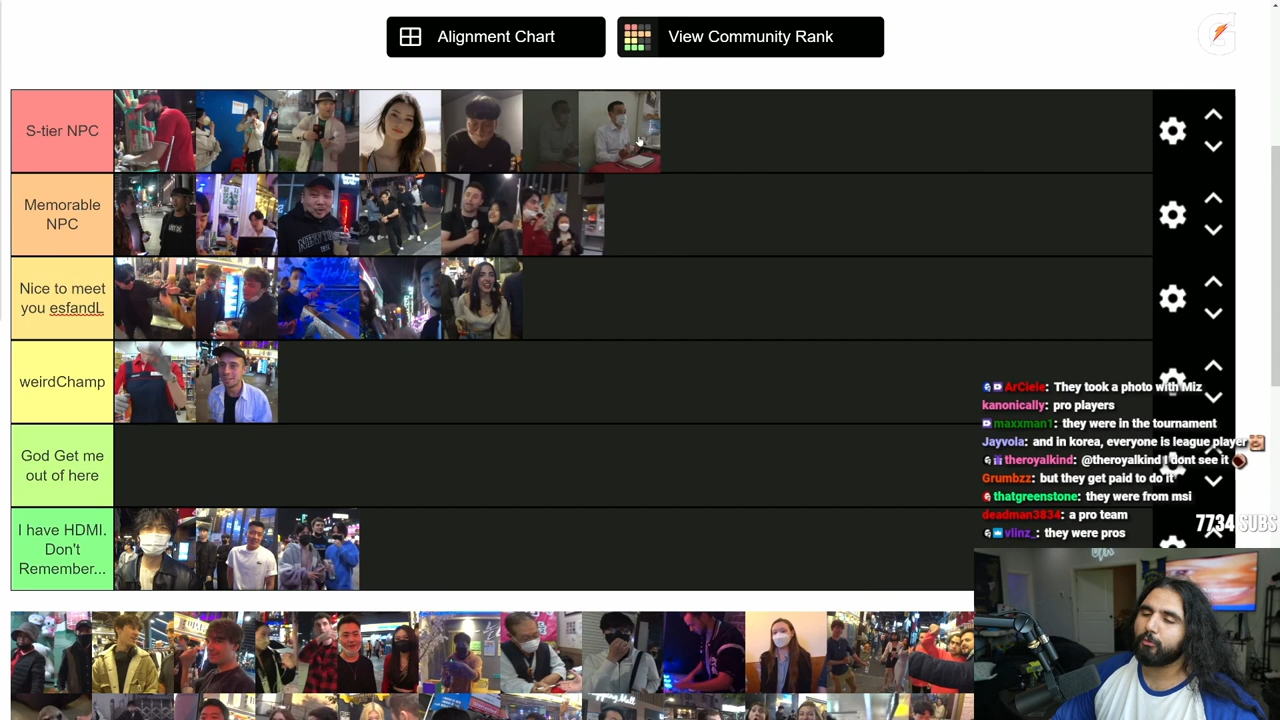 Alignment Chart
View Community Rank
S-tier NPC
Memorable
NPC
Nice to meet
you esfandL
weirdChamp
God Get me
out of here
I have HDMI.
Don't
Remember...
ArCiele: They took a photo with Miz
kanonically: pro players
maxxman1: they were in the tournament
Jayvola: and in korea, everyone is league player
theroyalkind: @theroyalkind I dont see it
Grumbzz: but they get paid to do it
thatgreenstone: they were from msi
deadman3834: a pro team
vlinz_: they were pros
7734 SUBS